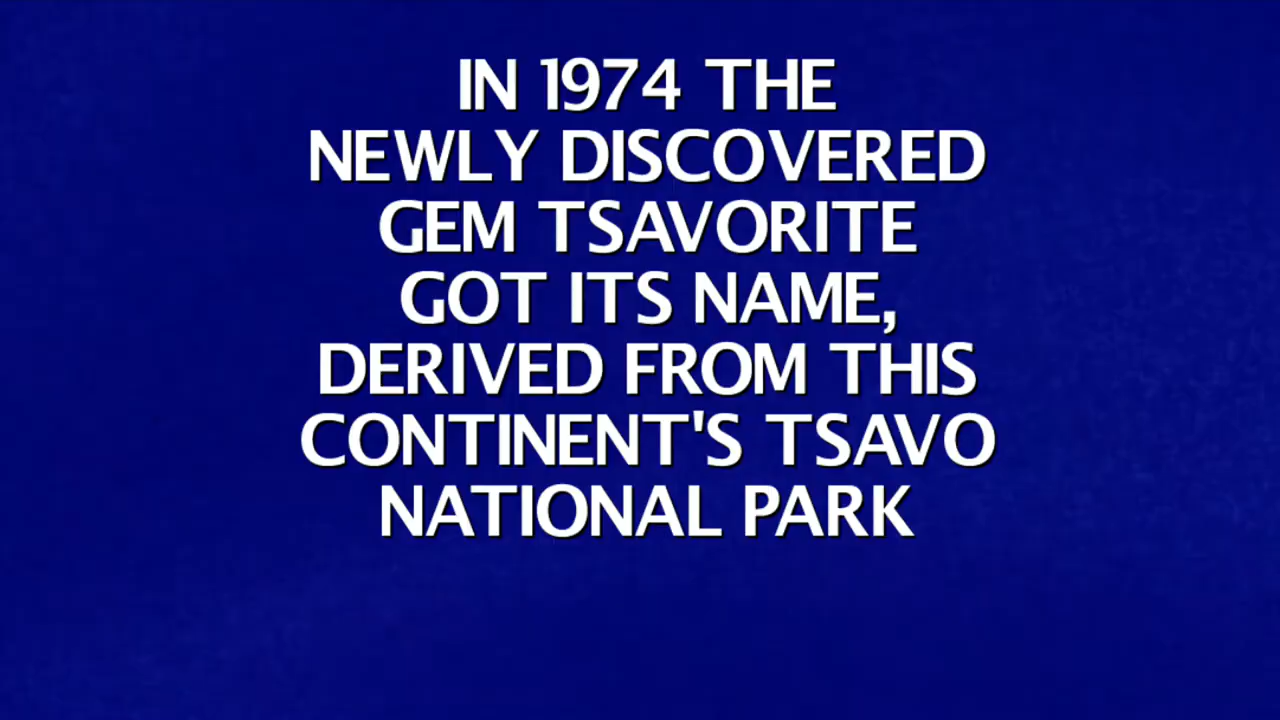 IN 1974 THE
NEWLY DISCOVERED
GEM TSAVORITE
GOT ITS NAME,
DERIVED FROM THIS
CONTINENT'S TSAVO
NATIONAL PARK